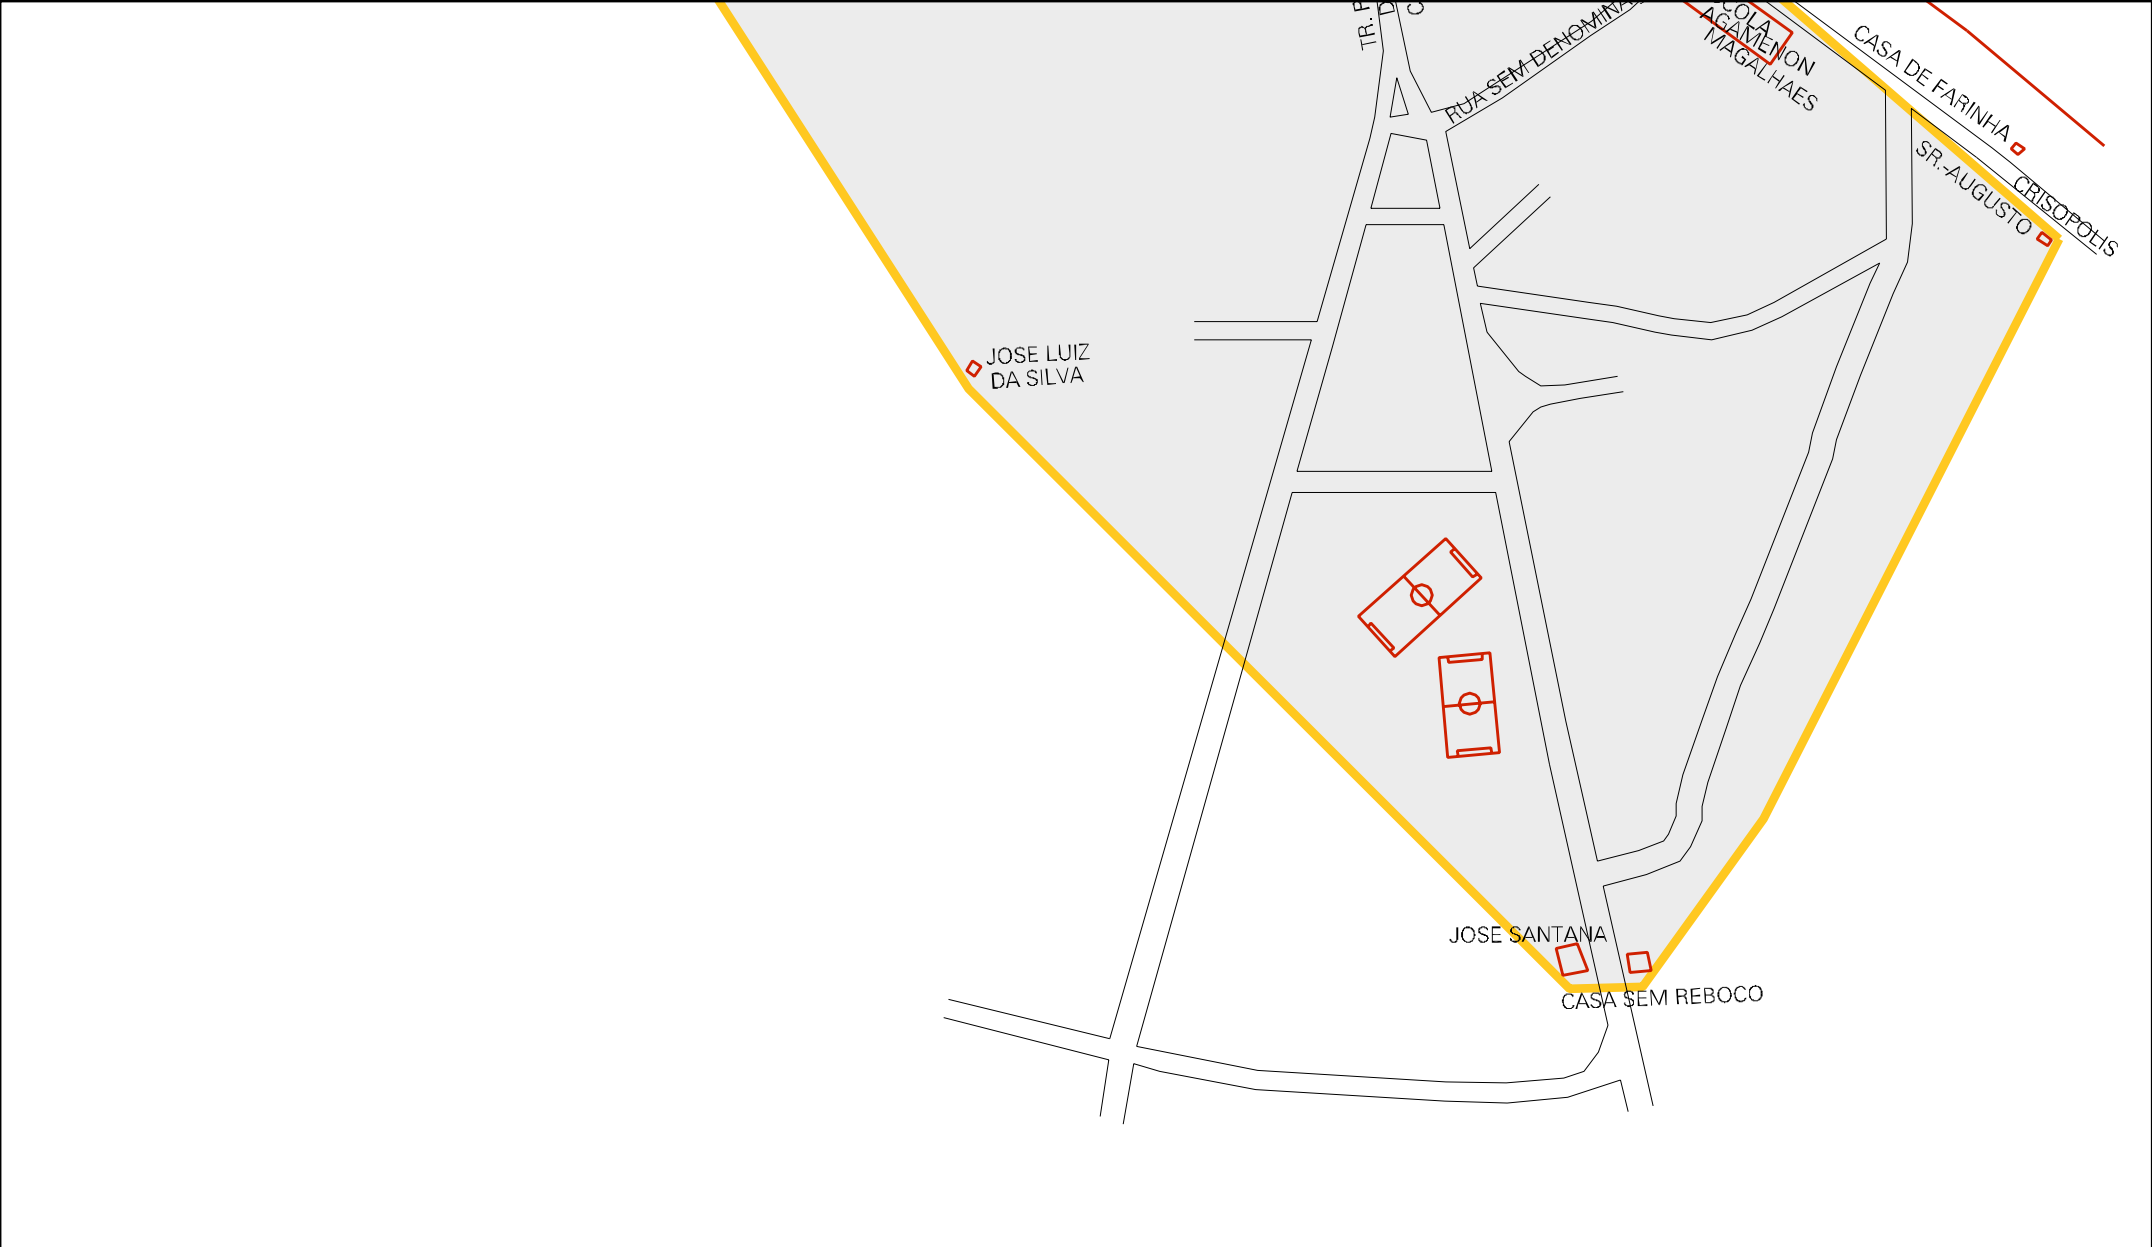 TR.
RUA SEM DENOMINA
AGAMENON
MAGALHAES
CASA DE FARINHA
SR.-AUGUSTO
CRISOPOLIS
JOSE LUIZ
DA SILVA
JOSE SANTANA
CASA SEM REBOCO